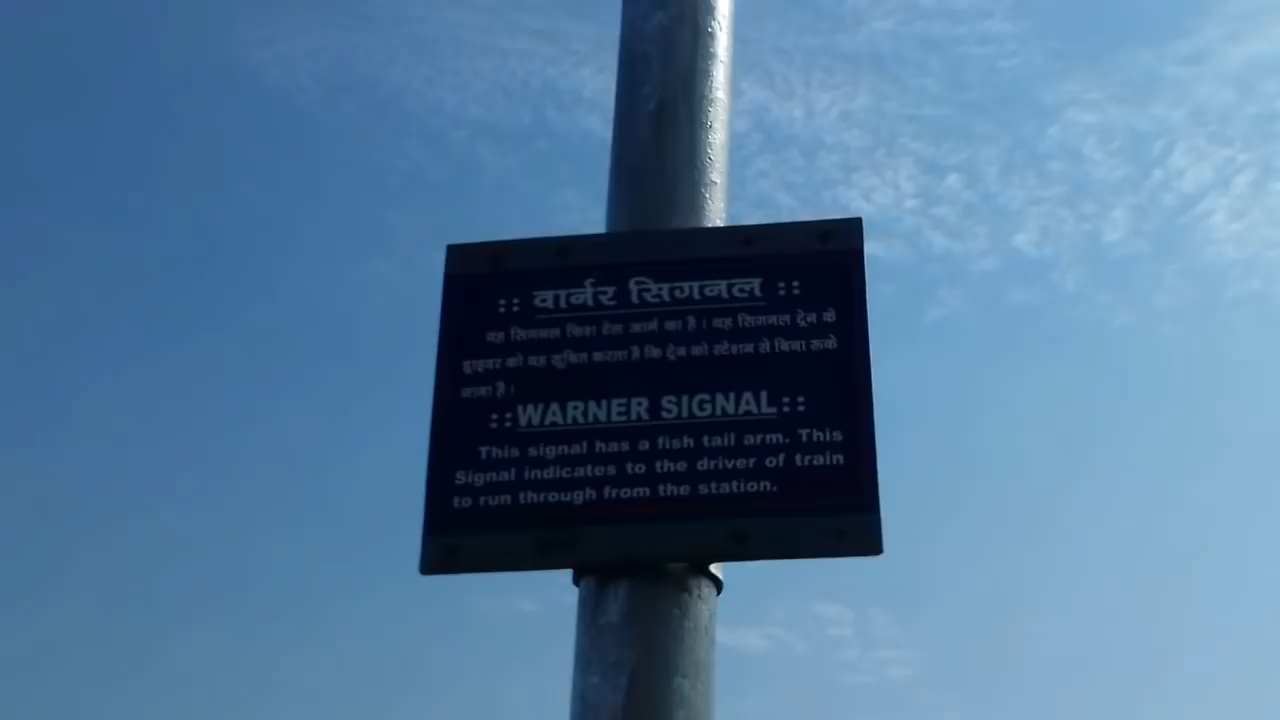 :: वार्नर सिगनल ::
यह सिगनल फिश टेल आर्म का है। यह सिगनल ट्रेन के
ड्राइवर को यह सूचित करता है कि ट्रेन को स्टेशन से बिना रूके
जाना है।
::WARNER SIGNAL::
This signal has a fish tail arm. This
Signal indicates to the driver of train
to run through from the station.